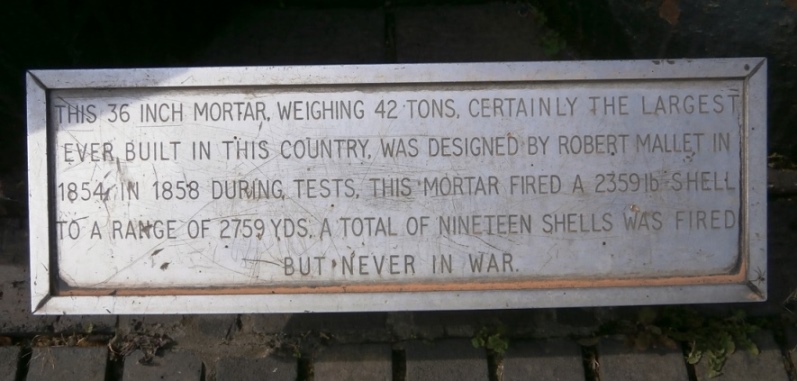 THIS 36 INCH MORTAR, WEIGHING 42 TONS, CERTAINLY THE LARGEST
EVER BUILT IN THIS COUNTRY, WAS DESIGNED BY ROBERT MALLET IN
1854. IN 1858 DURING TESTS, THIS MORTAR FIRED A 2359 lb SHELL
TO A RANGE OF 2759 YDS. A TOTAL OF NINETEEN SHELLS WAS FIRED
BUT NEVER IN WAR.